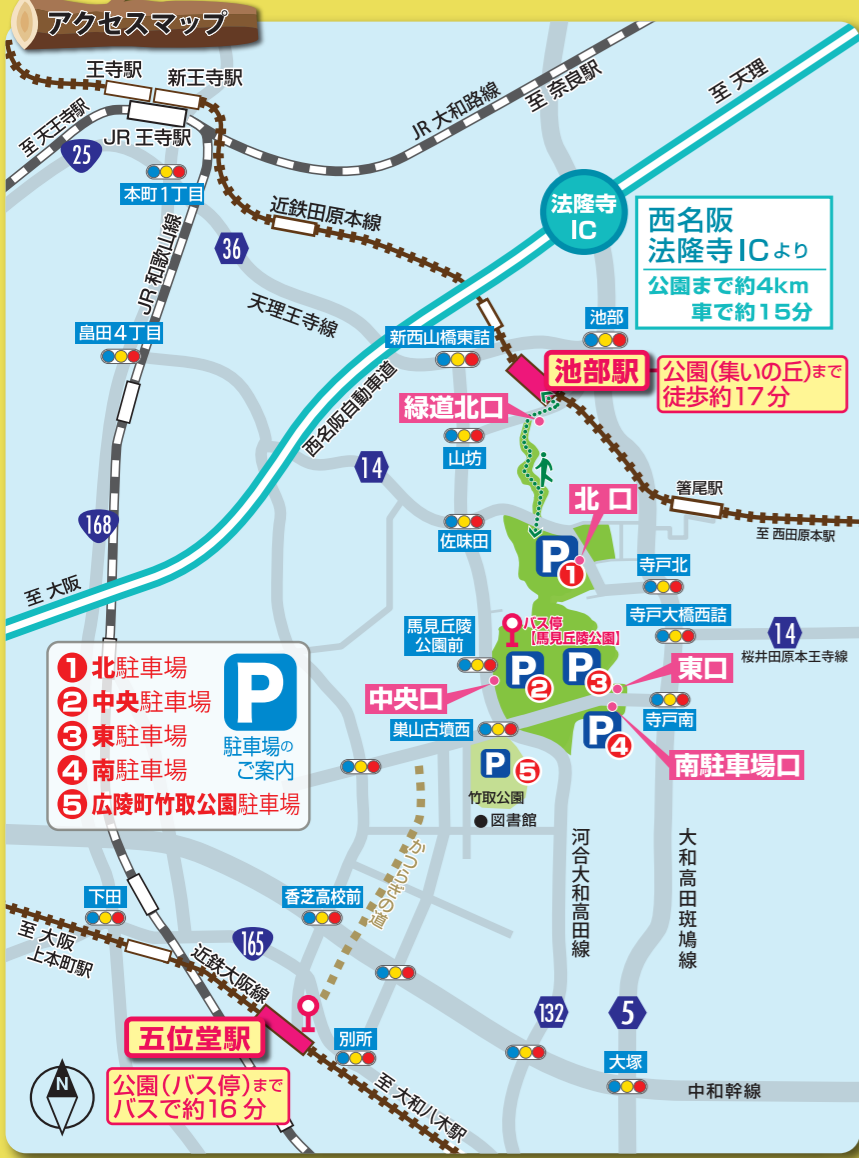 アクセスマップ
王寺駅
新王寺駅
JR 王寺駅
至 天王寺駅
25
本町1丁目
JR 大和路線
至 奈良駅
至 天理
法隆寺
IC
西名阪
法隆寺ICより
公園まで約4km
車で約15分
近鉄田原本線
36
JR 和歌山線
天理王寺線
畠田4丁目
新西山橋東詰
池部
池部駅
公園(集いの丘)まで
徒歩約17分
西名阪自動車道
緑道北口
山坊
14
168
佐味田
北口
箸尾駅
至 西田原本駅
至 大阪
P
1
寺戸北
馬見丘陵
公園前
バス停
【馬見丘陵公園】
寺戸大橋西詰
14
桜井田原本王寺線
P
2
P
3
東口
中央口
巣山古墳西
P
4
寺戸南
南駐車場口
P
5
竹取公園
図書館
1 北駐車場
2 中央駐車場
3 東駐車場
4 南駐車場
5 広陵町竹取公園駐車場
P
駐車場の
ご案内
かつらぎの道
河合大和高田線
大和高田斑鳩線
下田
香芝高校前
至 大阪
上本町駅
165
近鉄大阪線
五位堂駅
別所
132
5
大塚
中和幹線
公園(バス停)まで
バスで約16分
至 大和八木駅
N